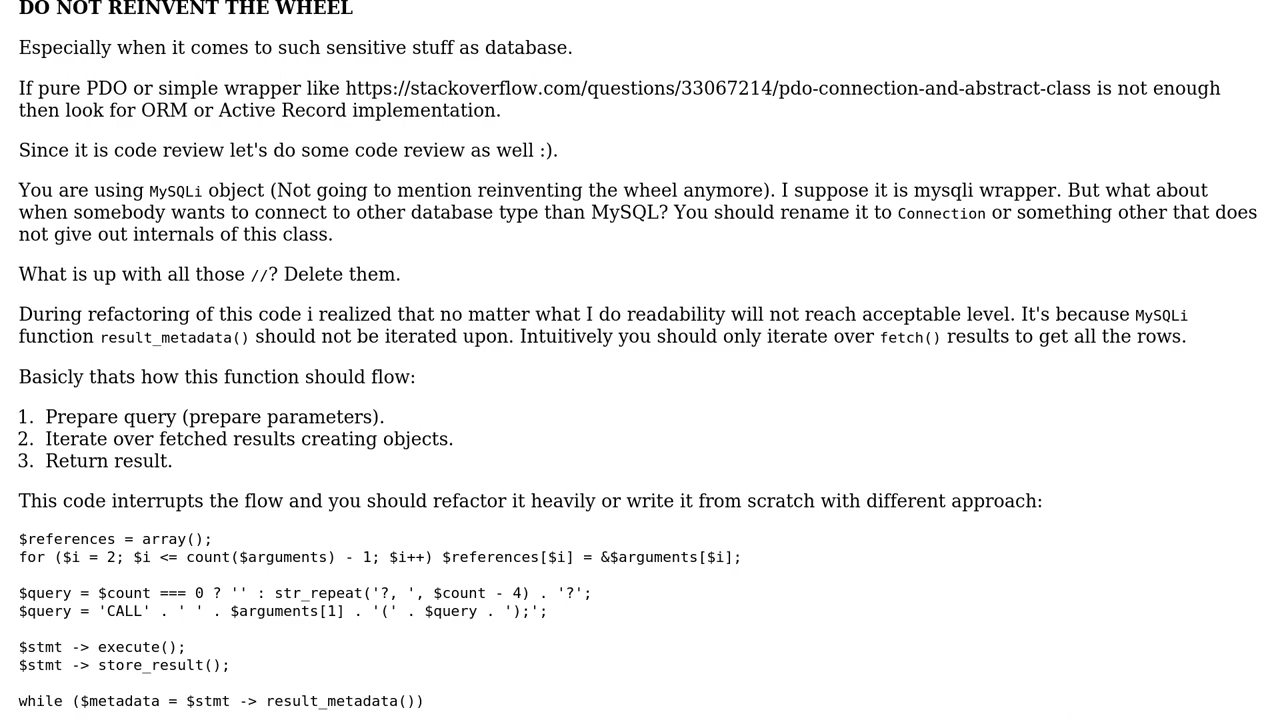 DO NOT REINVENT THE WHEEL
Especially when it comes to such sensitive stuff as database.
If pure PDO or simple wrapper like https://stackoverflow.com/questions/33067214/pdo-connection-and-abstract-class is not enough
then look for ORM or Active Record implementation.
Since it is code review let's do some code review as well :).
You are using MySQLi object (Not going to mention reinventing the wheel anymore). I suppose it is mysqli wrapper. But what about
when somebody wants to connect to other database type than MySQL? You should rename it to Connection or something other that does
not give out internals of this class.
What is up with all those //? Delete them.
During refactoring of this code i realized that no matter what I do readability will not reach acceptable level. It's because MySQLi
function result_metadata() should not be iterated upon. Intuitively you should only iterate over fetch() results to get all the rows.
Basicly thats how this function should flow:
1. Prepare query (prepare parameters).
2. Iterate over fetched results creating objects.
3. Return result.
This code interrupts the flow and you should refactor it heavily or write it from scratch with different approach:
$references = array();
for ($i = 2; $i <= count($arguments) - 1; $i++) $references[$i] = &$arguments[$i];
$query = $count === 0 ? '' : str_repeat('?, ', $count - 4) . '?';
$query = 'CALL' . ' ' . $arguments[1] . '(' . $query . ');';
$stmt -> execute();
$stmt -> store_result();
while ($metadata = $stmt -> result_metadata())